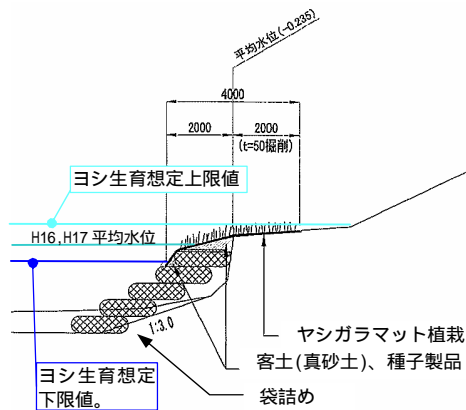 平均水位(-0.235)
4000
2000
2000
(t=50掘削)
ヨシ生育想定上限値
H16,H17 平均水位
1:3.0
ヤシガラマット植栽
客土(真砂土)、種子製品
ヨシ生育想定
下限値。
袋詰め